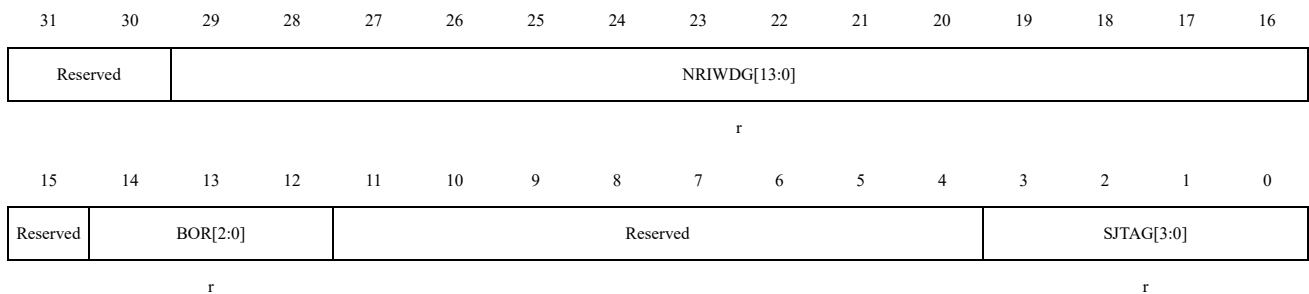 31 30 29 28 27 26 25 24 23 22 21 20 19 18 17 16
Reserved NRIWDG[13:0]
r
15 14 13 12 11 10 9 8 7 6 5 4 3 2 1 0
Reserved BOR[2:0] Reserved SJTAG[3:0]
r r